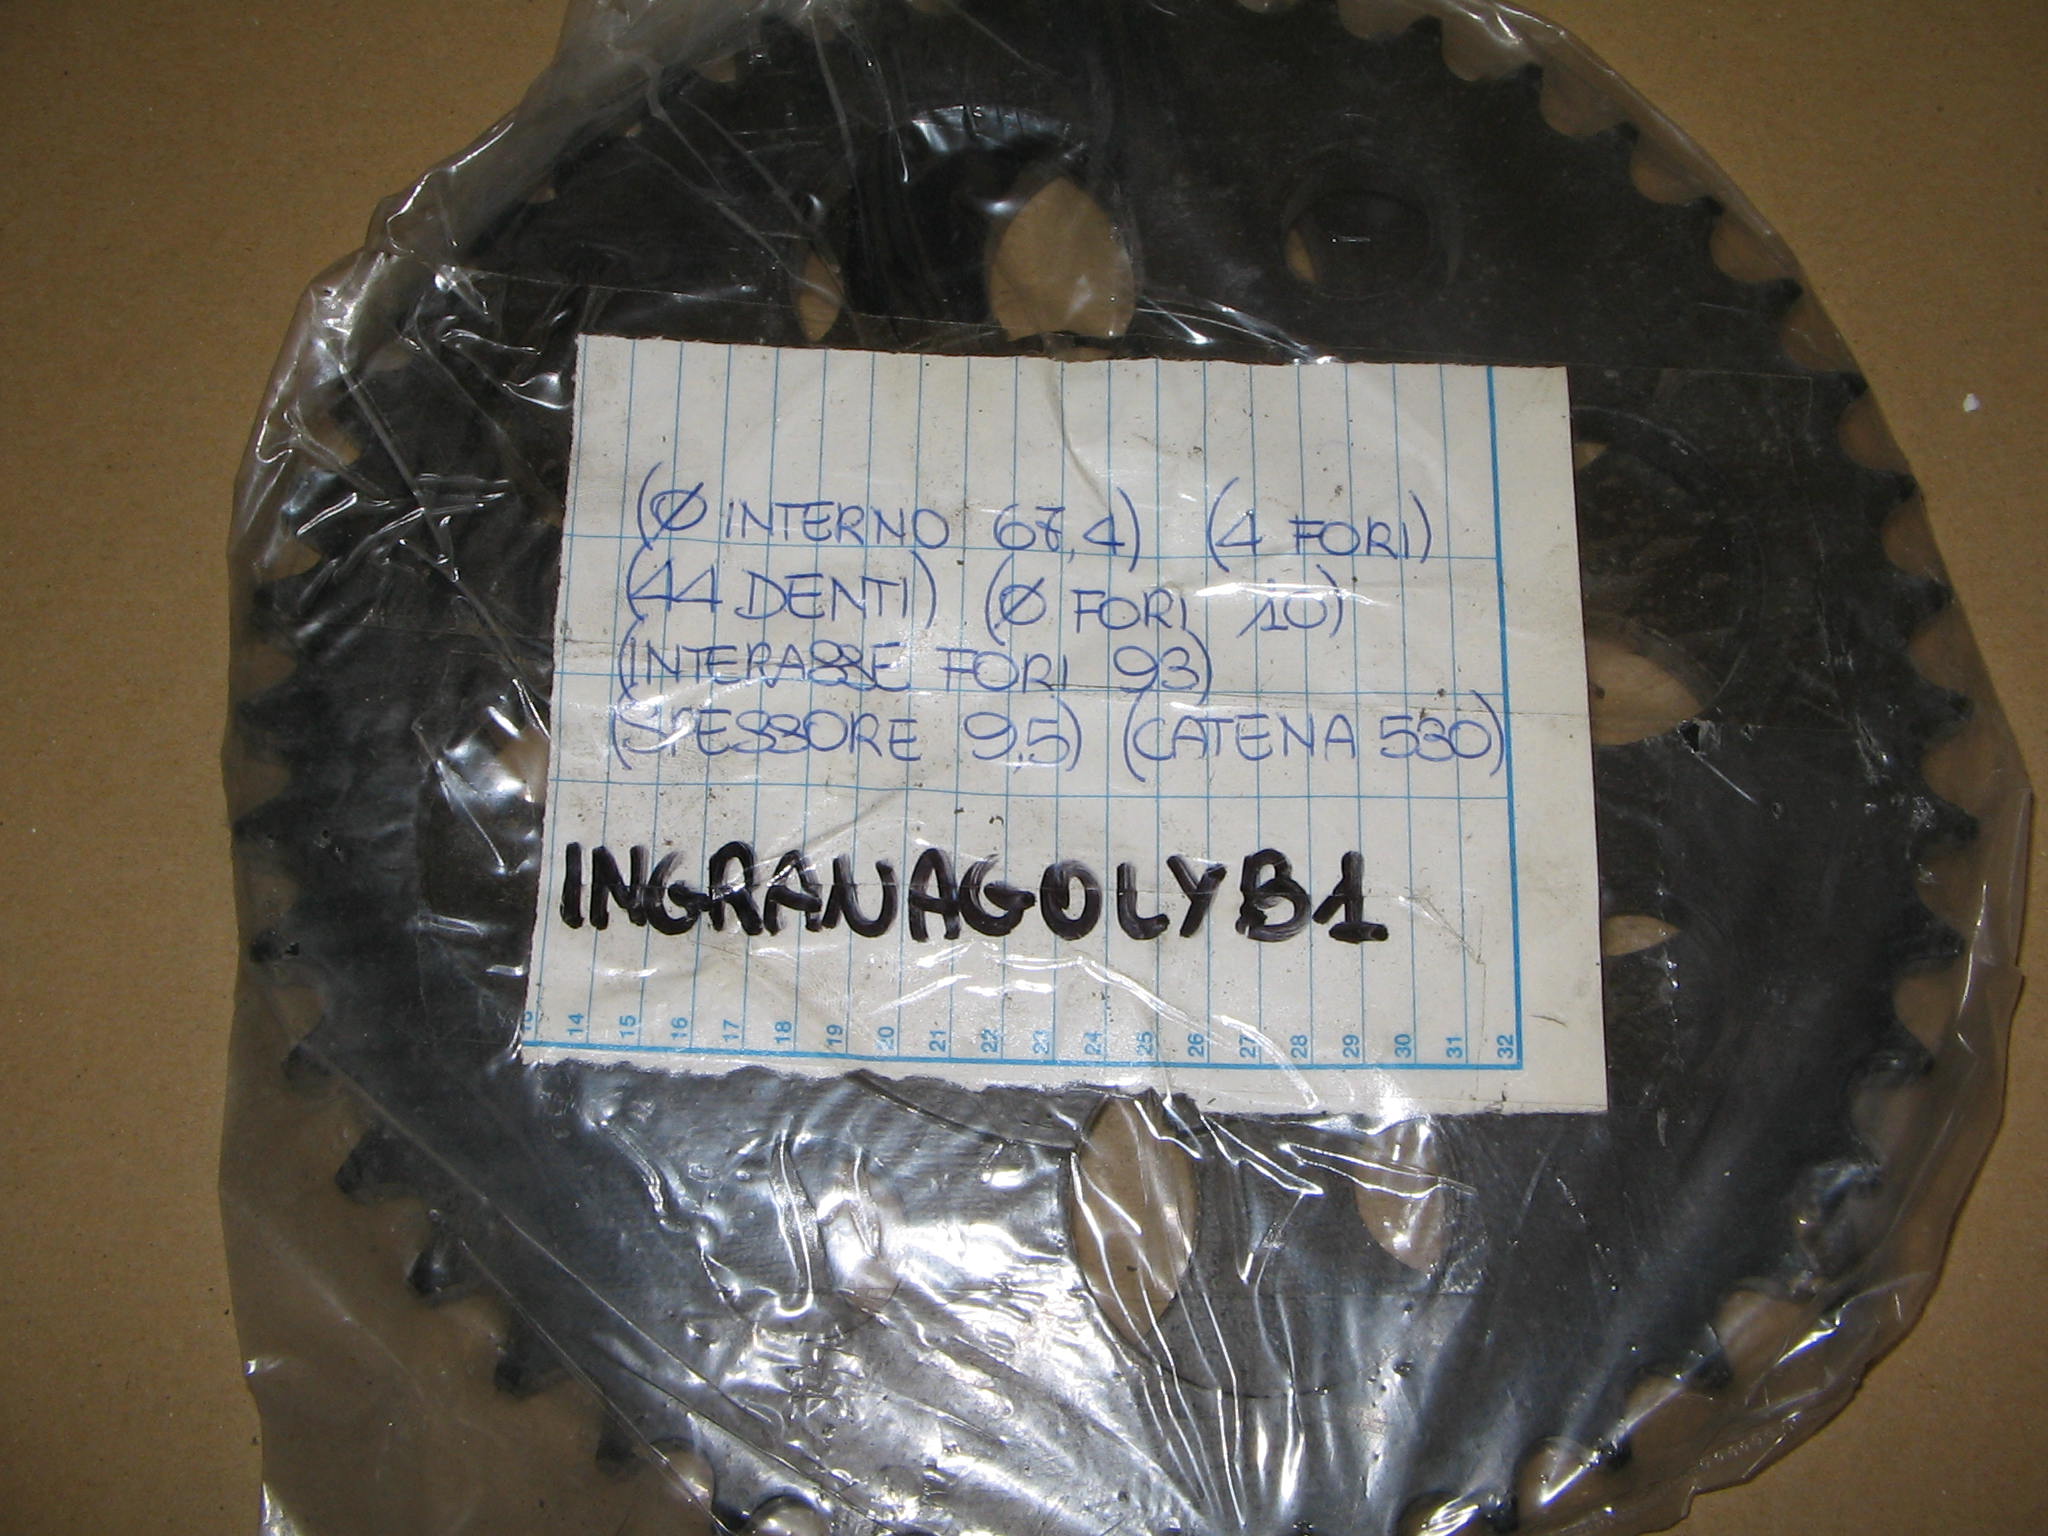 (Ø INTERNO 67,4) (4 FORI)
(44 DENTI) (Ø FORI 10)
(INTERASSE FORI 93)
(SPESSORE 9,5) (CATENA 530)
INGRANAGOLYB1
13 14 15 16 17 18 19 20 21 22 23 24 25 26 27 28 29 30 31 32